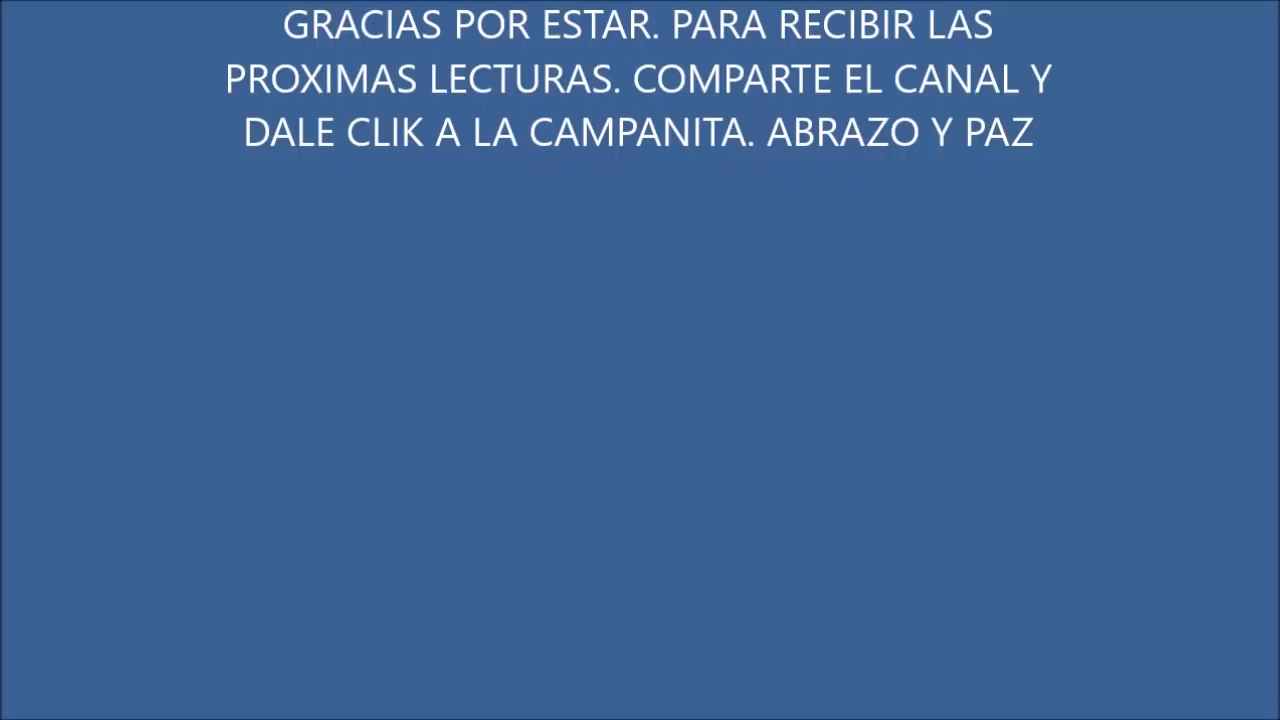 GRACIAS POR ESTAR. PARA RECIBIR LAS
PROXIMAS LECTURAS. COMPARTE EL CANAL Y
DALE CLIK A LA CAMPANITA. ABRAZO Y PAZ